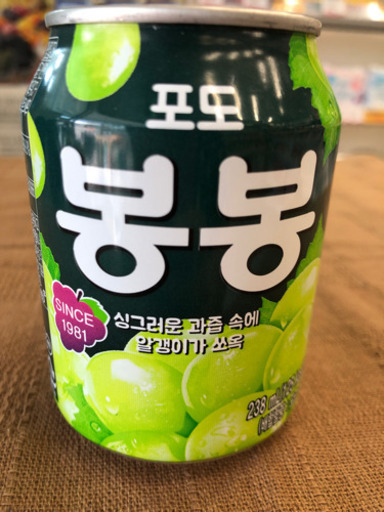 포도
봉봉
SINCE
1981
싱그러운 과즙 속에
알갱이가 쏘옥
238